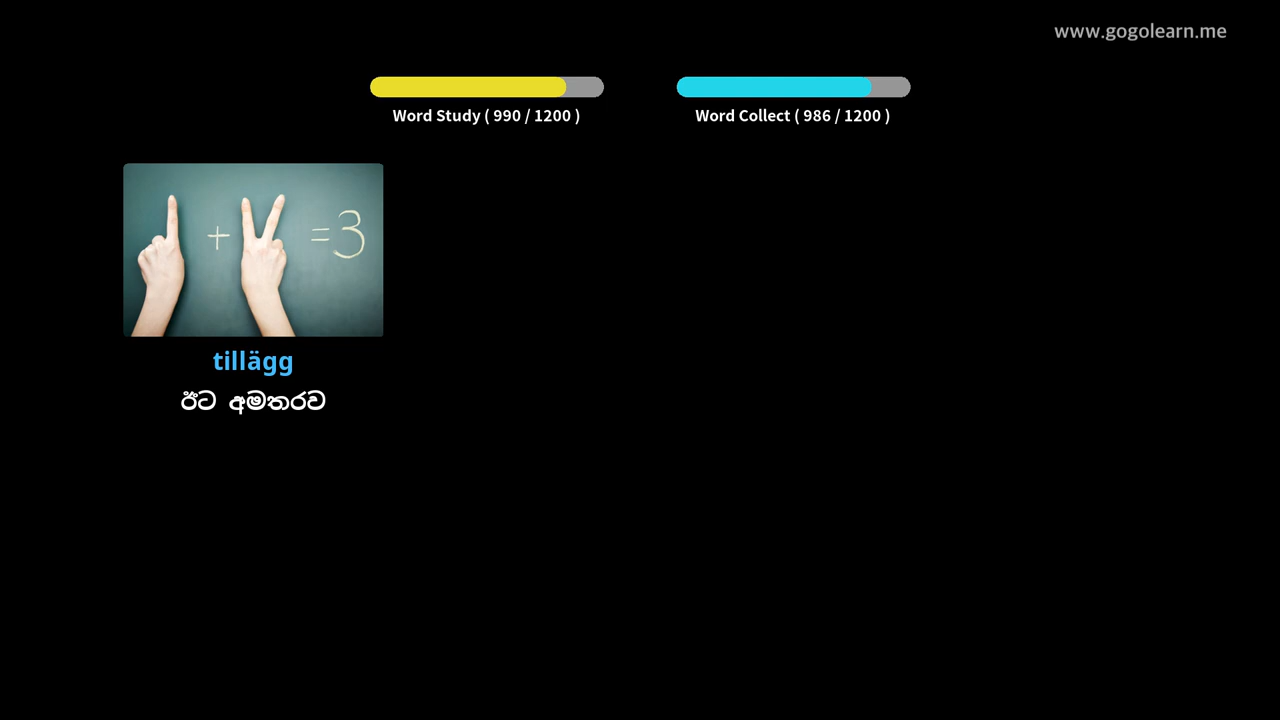 www.gogolearn.me
Word Study ( 990 / 1200 )
Word Collect ( 986 / 1200 )
+ =3
tillägg
ඊට අමතරව